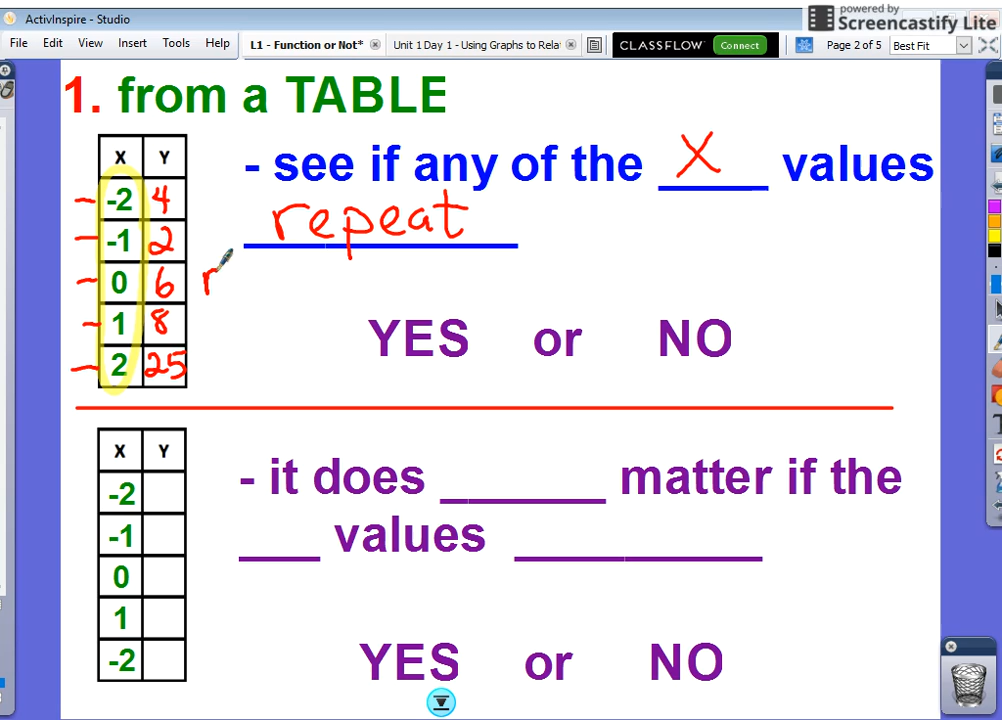 ActivInspire - Studio
powered by
Screencastify Lite
File Edit View Insert Tools Help
L1 - Function or Not* Unit 1 Day 1 - Using Graphs to Relat CLASSFLOW Connect Page 2 of 5 Best Fit
1. from a TABLE
X Y
-2 4
-1 2
0 6
1 8
2 25
- see if any of the X values
repeat
r
YES or NO
X Y
-2
-1
0
1
-2
- it does ______ matter if the
___ values _________
YES or NO